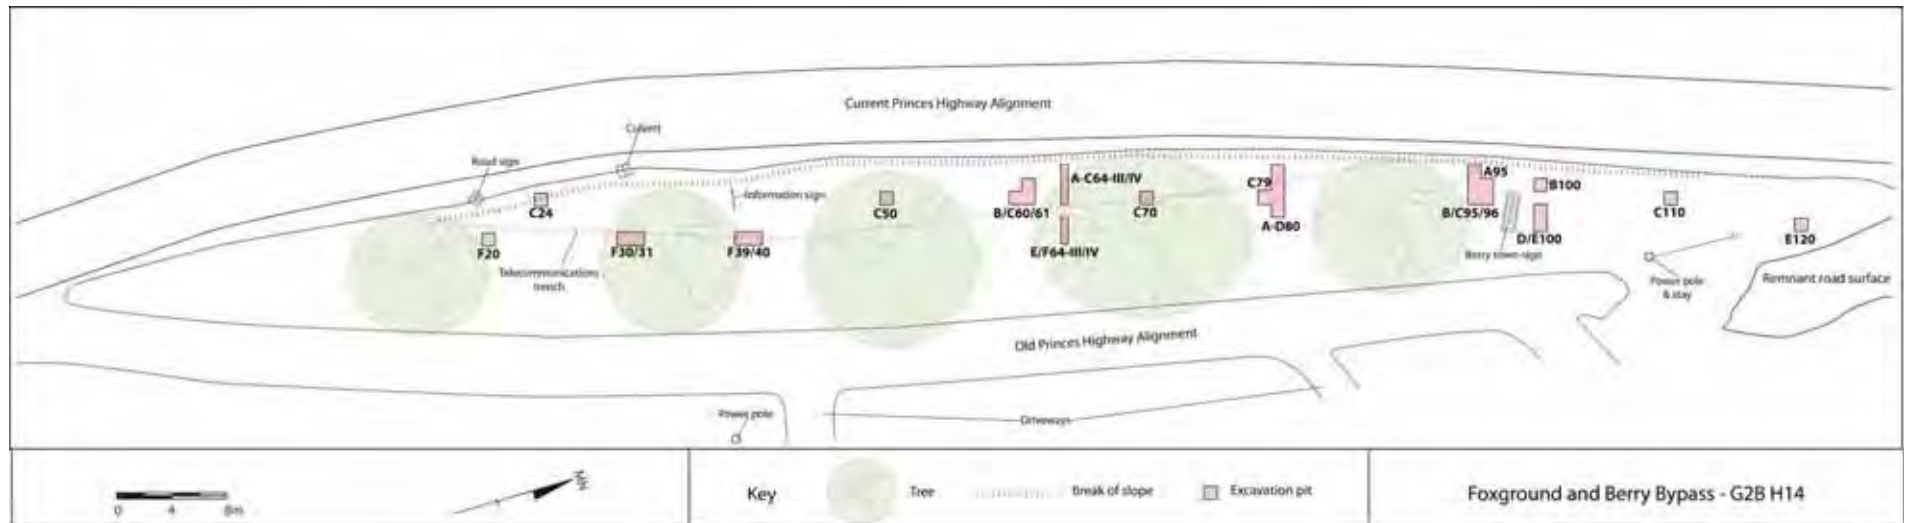 Current Princes Highway Alignment
Culvert
Road sign
A-C64-III/IV
A95
Information sign
C79
B100
C24
C50
B/C60/61
C70
B/C95/96
C110
A-D80
F20
F30/31
F39/40
E/F64-III/IV
D/E100
E120
Berry town sign
Telecommunications
trench
Power pole
& stay
Remnant road surface
Old Princes Highway Alignment
Power pole
Driveways
0 4 8m
MN
Key
Tree
Break of slope
Excavation pit
Foxground and Berry Bypass - G2B H14